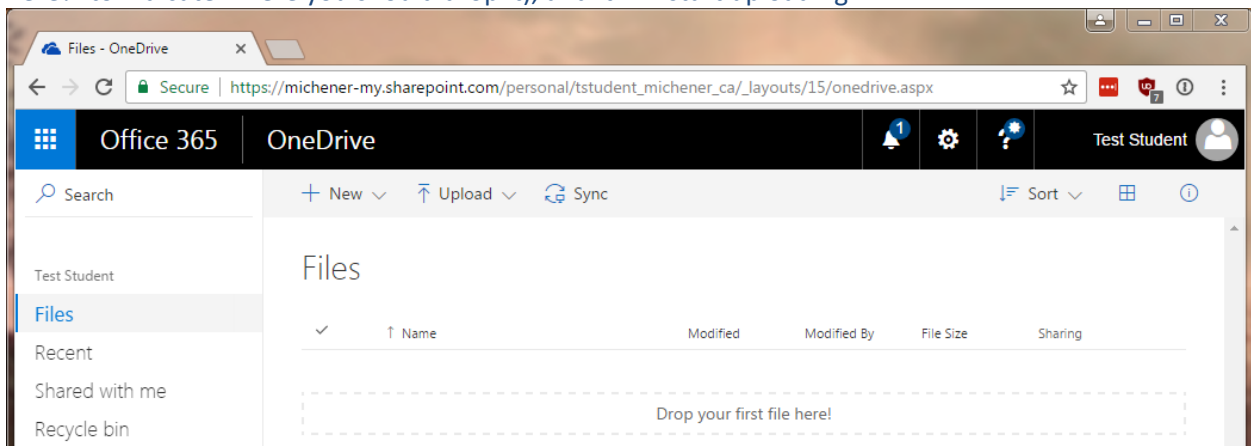 Files - OneDrive
Secure | https://michener-my.sharepoint.com/personal/tstudent_michener_ca/_layouts/15/onedrive.aspx
7
Office 365 OneDrive 1 Test Student
Search New Upload Sync Sort
Test Student
Files
Files
Name Modified Modified By File Size Sharing
Recent
Shared with me
Drop your first file here!
Recycle bin